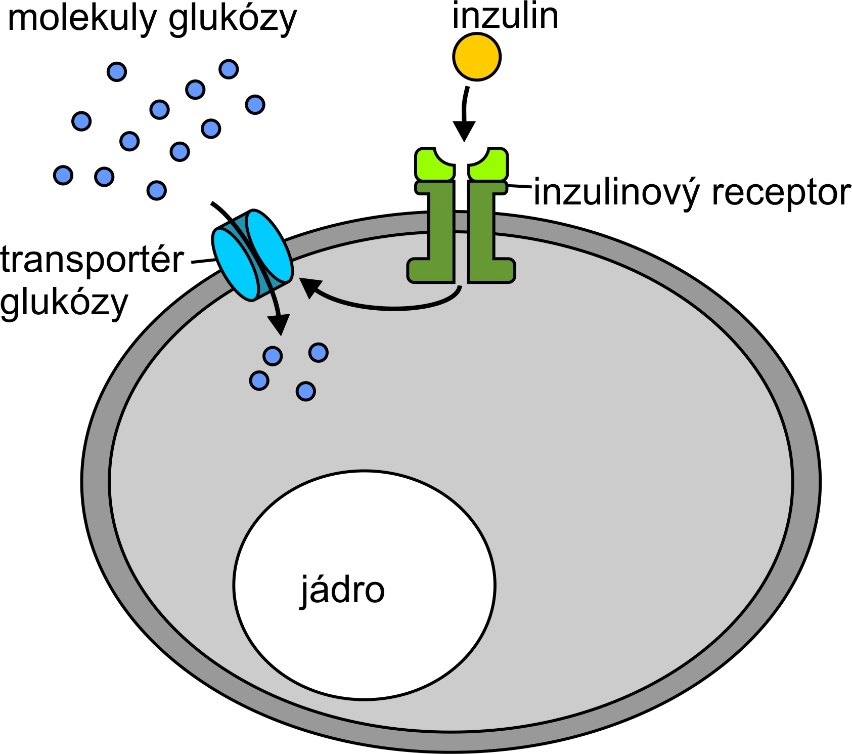 molekuly glukózy
inzulin
inzulinový receptor
transportér
glukózy
jádro